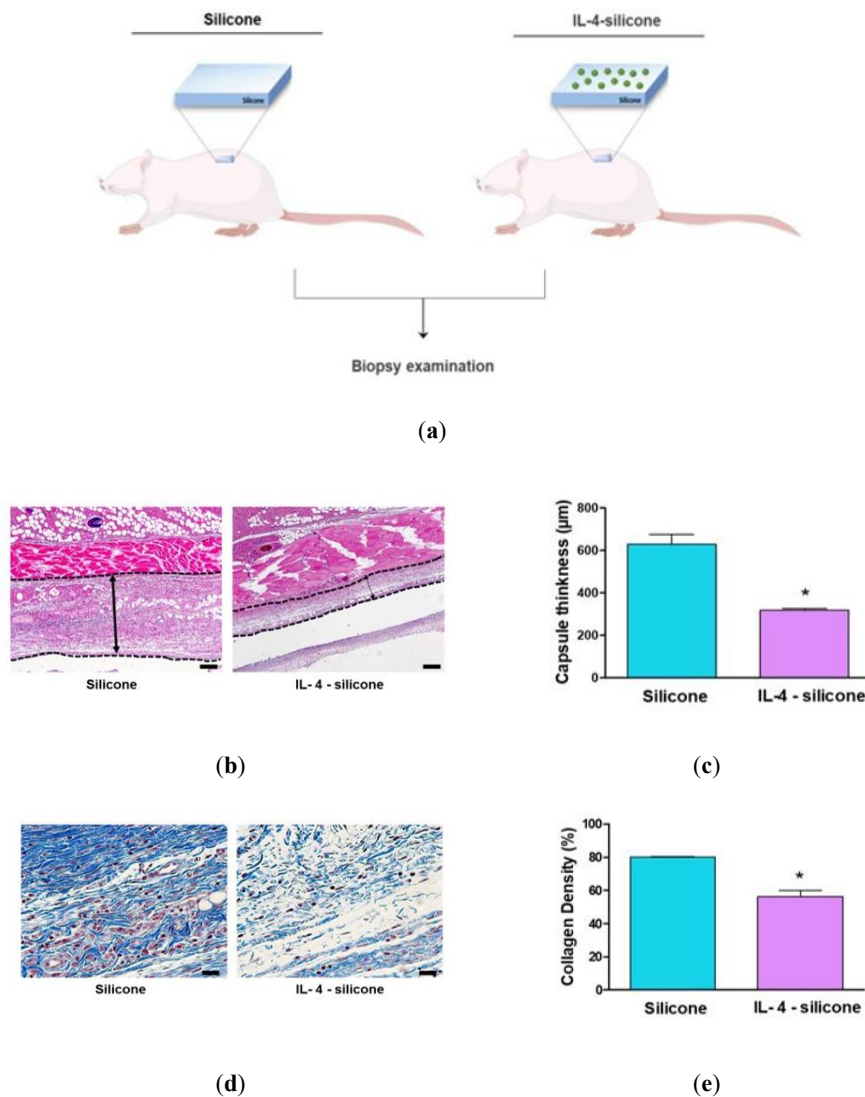 Silicone
IL-4-silicone
Silicone
Silicone
Biopsy examination
(a)
Silicone
IL- 4 - silicone
(b)
Capsule thinkness (µm)
800
600
400
200
0
*
Silicone
IL-4 - silicone
(c)
Silicone
IL- 4 - silicone
(d)
Collagen Density (%)
100
80
60
40
20
0
*
Silicone
IL- 4 - silicone
(e)